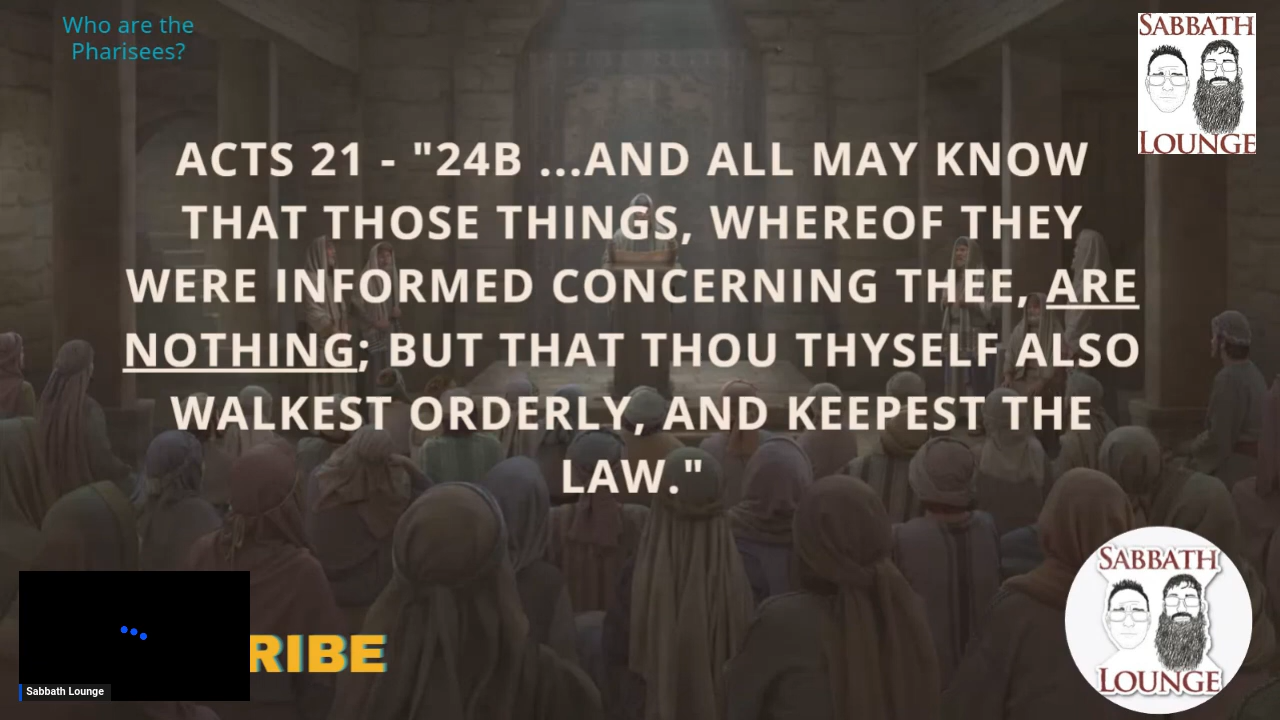 Who are the
Pharisees?
SABBATH
LOUNGE
ACTS 21 - "24B ...AND ALL MAY KNOW
THAT THOSE THINGS, WHEREOF THEY
WERE INFORMED CONCERNING THEE, ARE
NOTHING; BUT THAT THOU THYSELF ALSO
WALKEST ORDERLY, AND KEEPEST THE
LAW."
SABBATH
LOUNGE
RIBE
Sabbath Lounge